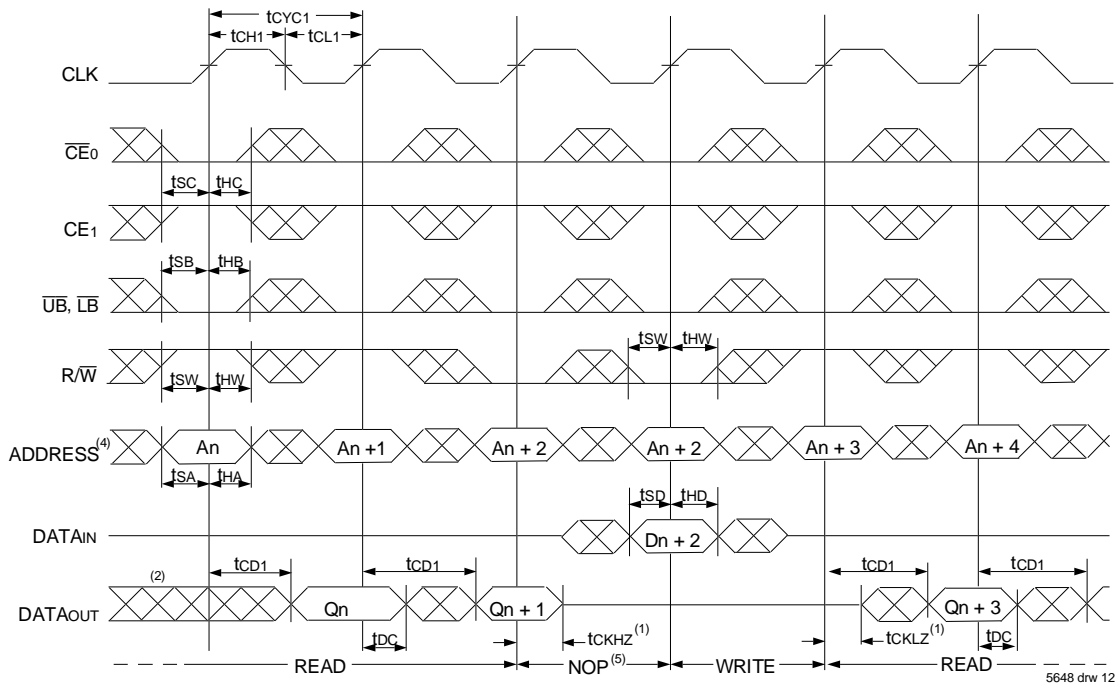 tCYC1
tCH1 tCL1
CLK
CE0
tSC tHC
CE1
tSB tHB
UB, LB
tSW tHW
R/W
tSW tHW
ADDRESS(4) An An +1 An + 2 An + 2 An + 3 An + 4
tSA tHA
tSD tHD
DATAIN Dn + 2
(2) tCD1 tCD1 tCD1 tCD1
DATAOUT Qn Qn + 1 Qn + 3
tDC tCKHZ(1) tCKLZ(1) tDC
READ NOP(5) WRITE READ
5648 drw 12